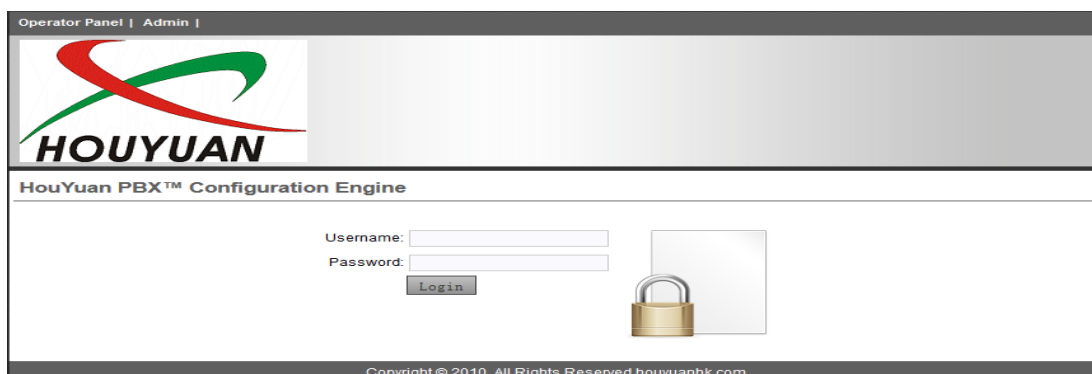 Operator Panel | Admin |
HOUYUAN
HouYuan PBX™ Configuration Engine
Username:
Password:
Login
Copyright © 2010. All Rights Reserved houyuanhk.com